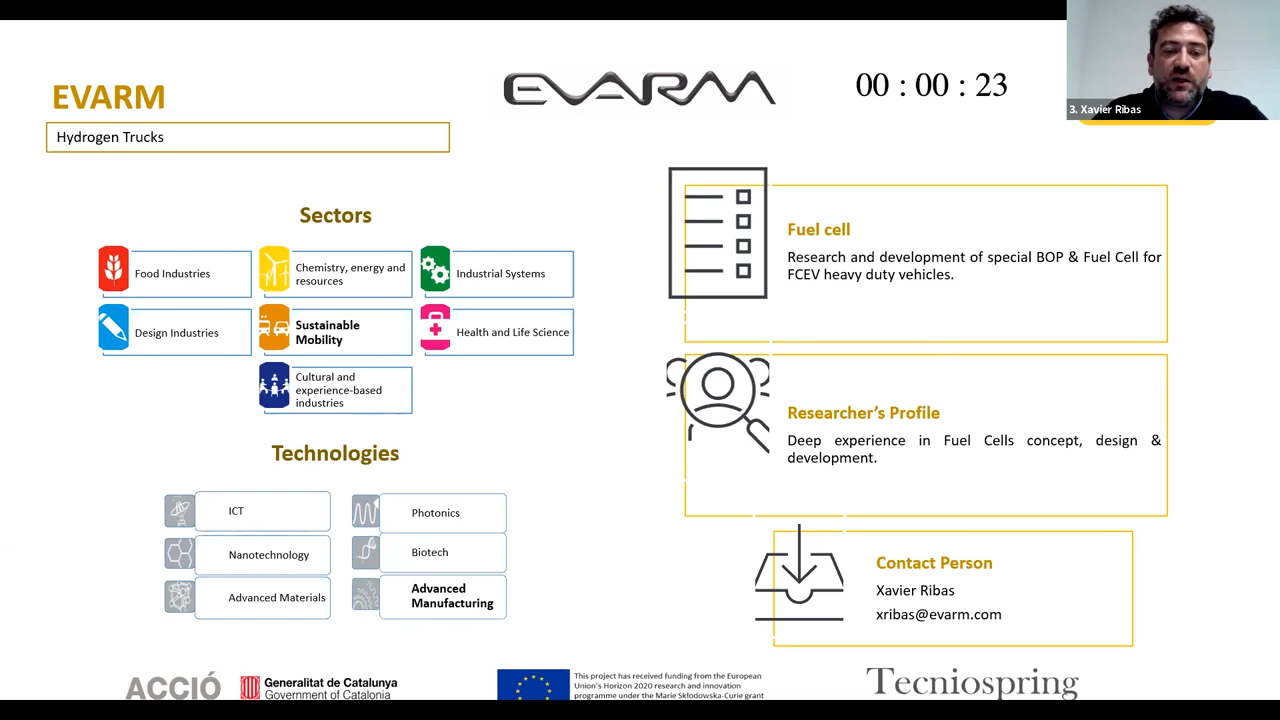 EVARM
EVARM
00 : 00 : 23
3. Xavier Ribas
Hydrogen Trucks
Sectors
Food Industries
Chemistry, energy and
resources
Industrial Systems
Design Industries
Sustainable
Mobility
Health and Life Science
Cultural and
experience-based
industries
Technologies
ICT
Photonics
Nanotechnology
Biotech
Advanced Materials
Advanced
Manufacturing
Fuel cell
Research and development of special BOP & Fuel Cell for
FCEV heavy duty vehicles.
Researcher’s Profile
Deep experience in Fuel Cells concept, design &
development.
Contact Person
Xavier Ribas
xribas@evarm.com
ACCIÓ
Generalitat de Catalunya
Government of Catalonia
This project has received funding from the European
Union's Horizon 2020 research and innovation
programme under the Marie Skłodowska-Curie grant
Tecniospring